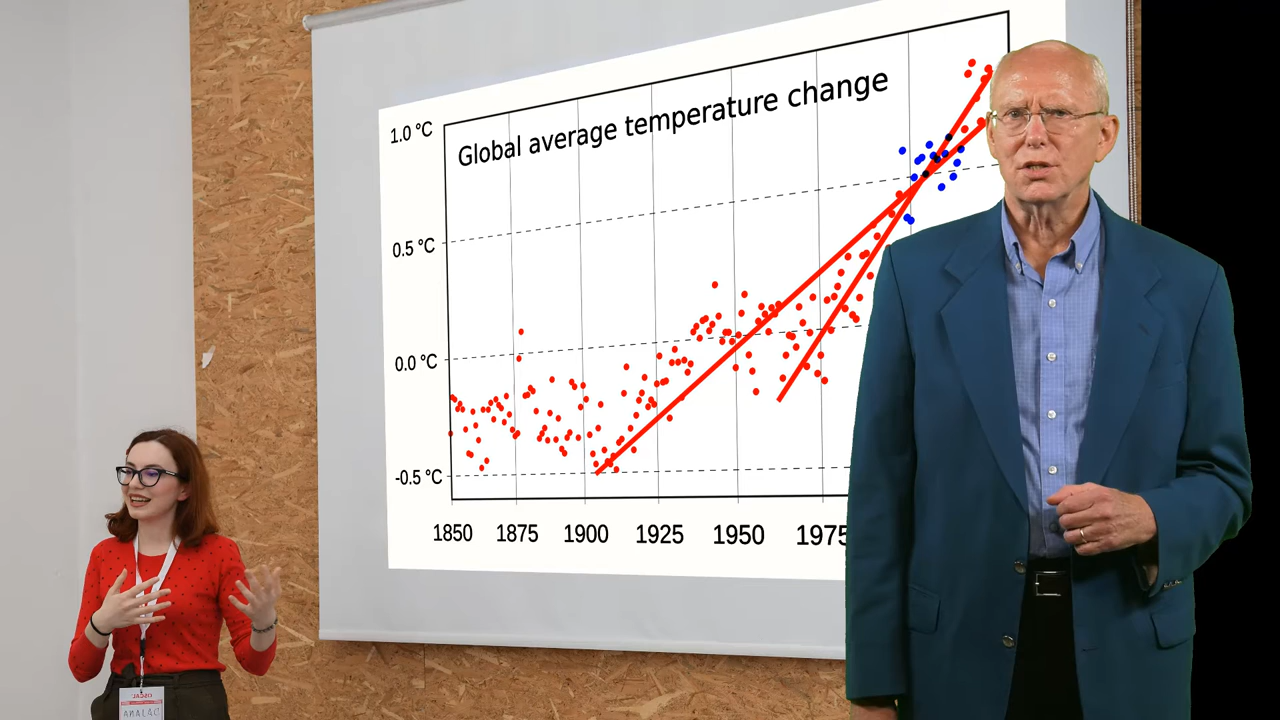 Global average temperature change
1.0 °C
0.5 °C
0.0 °C
-0.5 °C
1850 1875 1900 1925 1950 1975